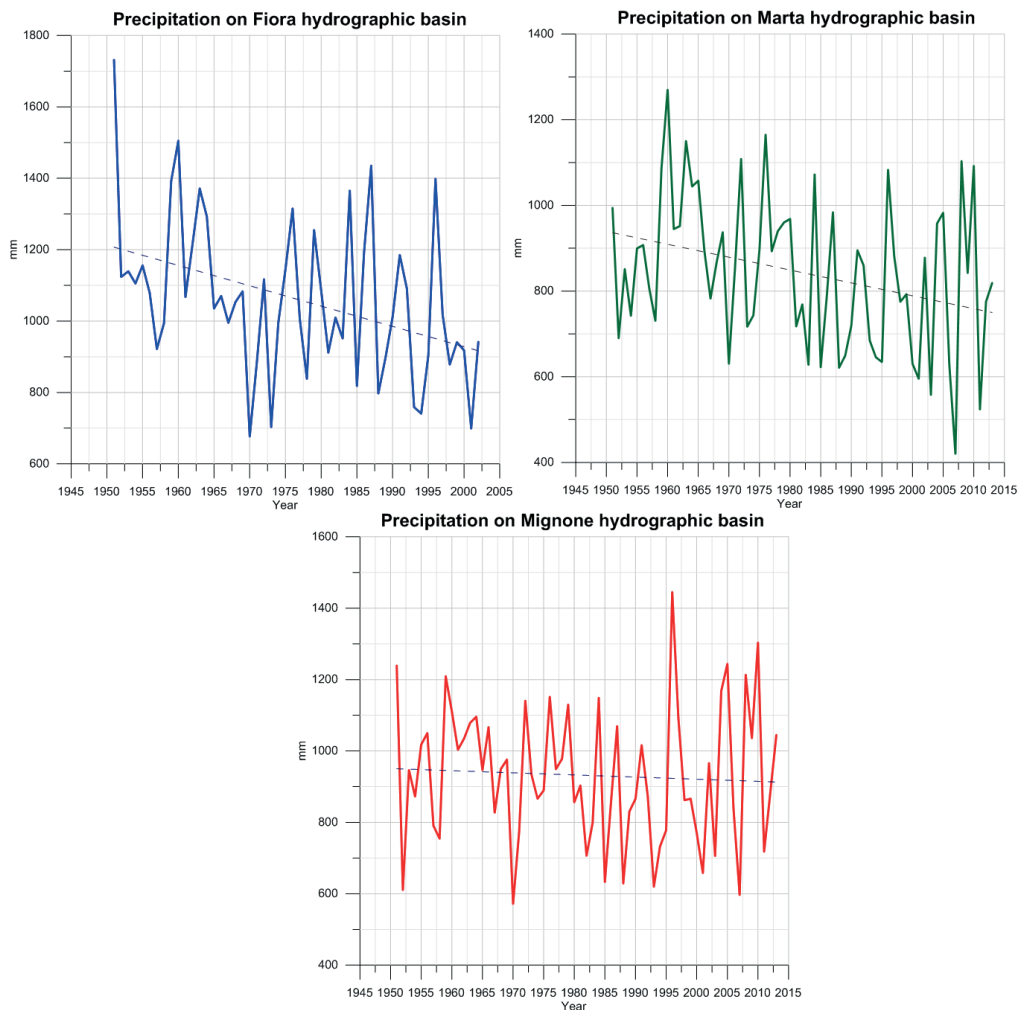 Precipitation on Fiora hydrographic basin
1800
1600
1400
1200
1000
800
600
mm
1945 1950 1955 1960 1965 1970 1975 1980 1985 1990 1995 2000 2005
Year
Precipitation on Marta hydrographic basin
1400
1200
1000
800
600
400
mm
1945 1950 1955 1960 1965 1970 1975 1980 1985 1990 1995 2000 2005 2010 2015
Year
Precipitation on Mignone hydrographic basin
1600
1400
1200
1000
800
600
400
mm
1945 1950 1955 1960 1965 1970 1975 1980 1985 1990 1995 2000 2005 2010 2015
Year